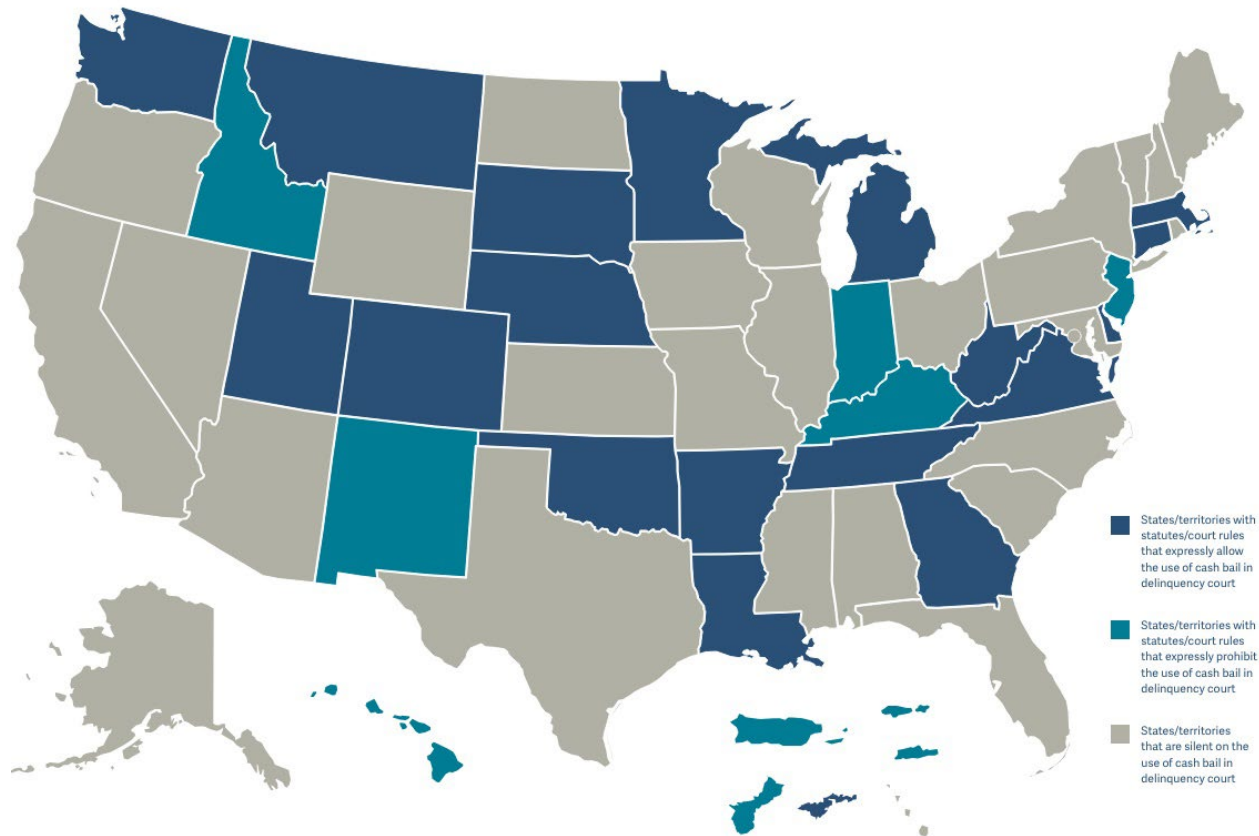 States/territories with
statutes/court rules
that expressly allow
the use of cash bail in
delinquency court
States/territories with
statutes/court rules
that expressly prohibit
the use of cash bail in
delinquency court
States/territories
that are silent on the
use of cash bail in
delinquency court